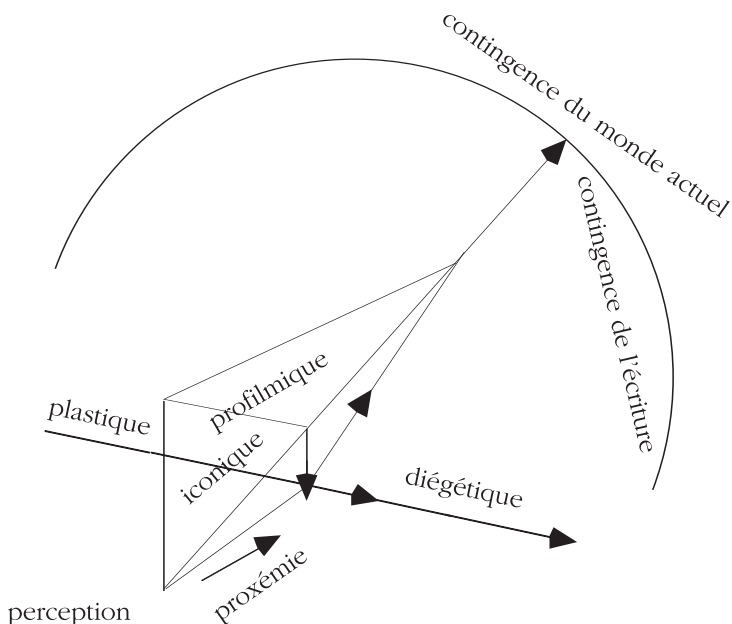 contingence du monde actuel
contingence de l'écriture
profilmique
plastique
iconique
diégétique
proxémie
perception